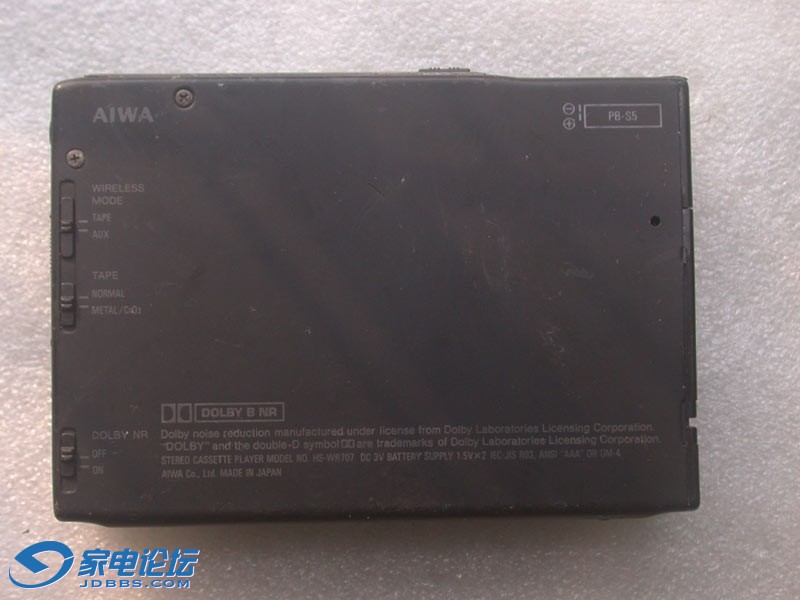 AIWA
⊖
⊕
PB-S5
WIRELESS
MODE
TAPE
AUX
TAPE
NORMAL
METAL/CrO₂
DOLBY B NR
DOLBY NR
OFF
ON
Dolby noise reduction manufactured under license from Dolby Laboratories Licensing Corporation.
"DOLBY" and the double-D symbol are trademarks of Dolby Laboratories Licensing Corporation.
STEREO CASSETTE PLAYER MODEL NO. HS-WR707 DC 3V BATTERY SUPPLY 1.5V×2 IEC·JIS R03, ANSI "AAA" OR UM-4
AIWA Co., Ltd. MADE IN JAPAN
家电论坛
JDBBS.COM